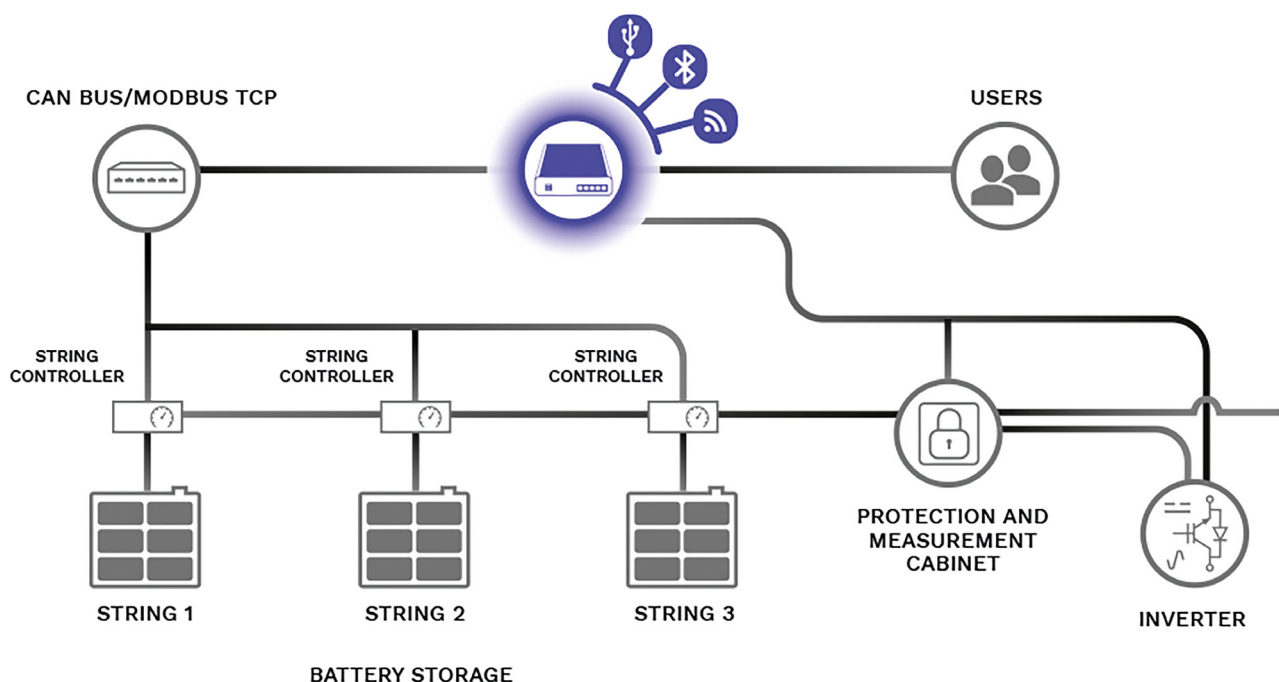 CAN BUS/MODBUS TCP
USERS
STRING
CONTROLLER
STRING
CONTROLLER
STRING
CONTROLLER
STRING 1
STRING 2
STRING 3
PROTECTION AND
MEASUREMENT
CABINET
INVERTER
BATTERY STORAGE